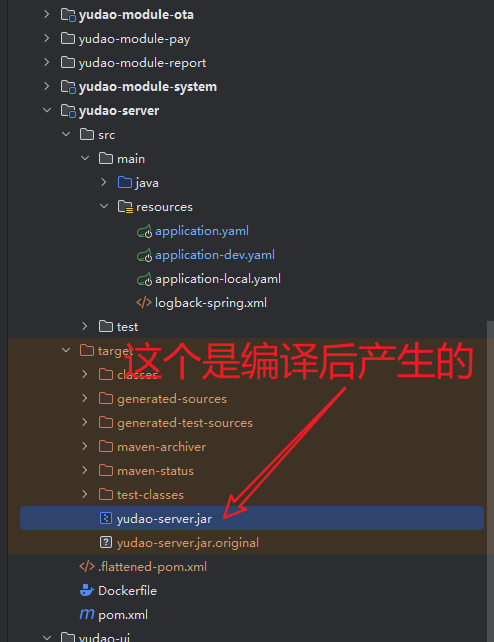 yudao-module-ota
yudao-module-pay
yudao-module-report
yudao-module-system
yudao-server
src
main
java
resources
application.yaml
application-dev.yaml
application-local.yaml
logback-spring.xml
test
target
这个是编译后产生的
classes
generated-sources
generated-test-sources
maven-archiver
maven-status
test-classes
yudao-server.jar
yudao-server.jar.original
.flattened-pom.xml
Dockerfile
pom.xml
yudao-ui